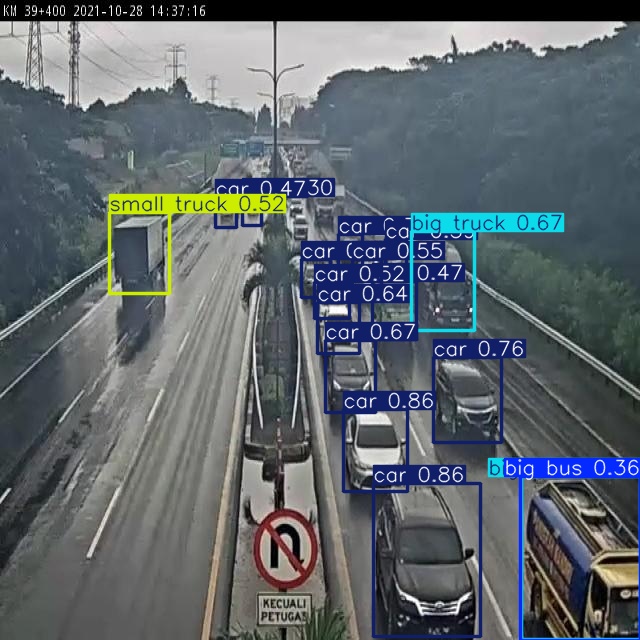 KM 39+400 2021-10-28 14:37:16
car 0.4730
small truck 0.52
car
big truck 0.67
car 0.55
0.52
0.47
car 0.64
car 0.67
car 0.76
car 0.86
car 0.86
big bus 0.36
KECUALI
PETUGAS